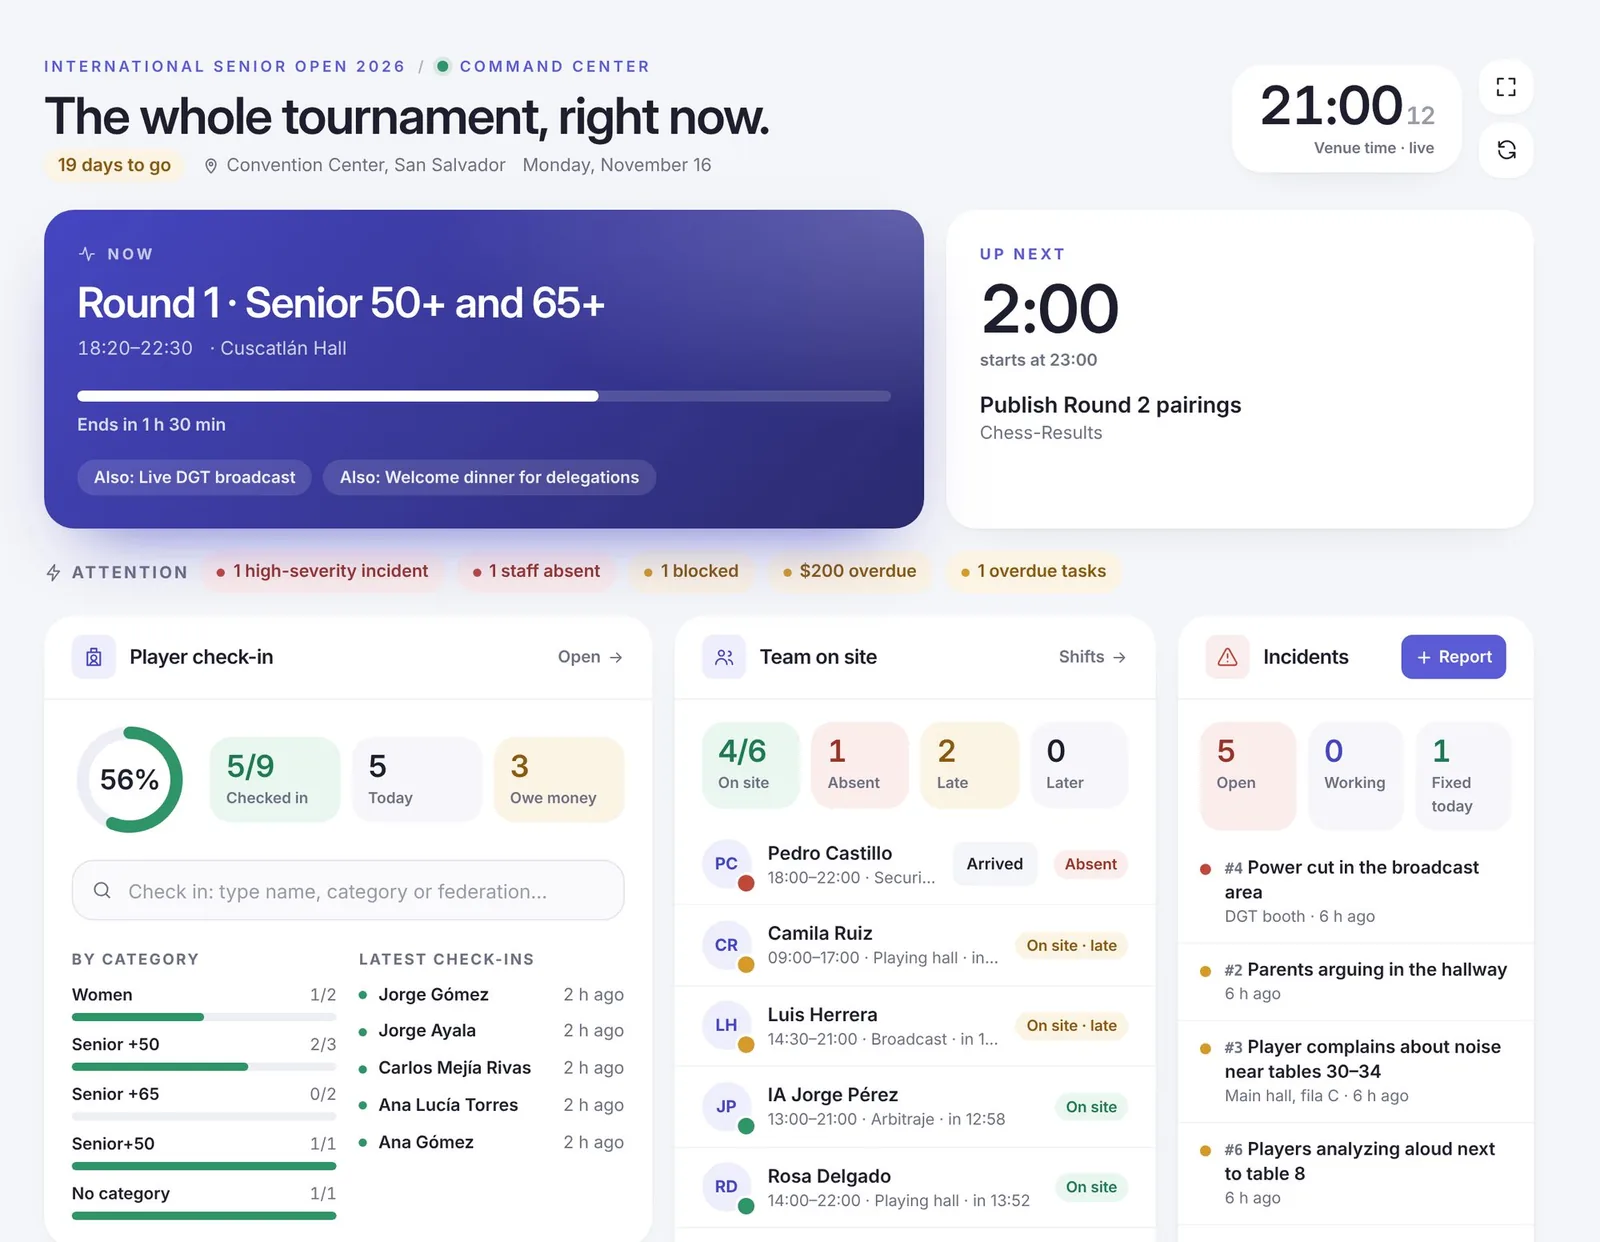 INTERNATIONAL SENIOR OPEN 2026 / COMMAND CENTER
The whole tournament, right now.
19 days to go
Convention Center, San Salvador
Monday, November 16
21:00 12
Venue time · live
NOW
Round 1 · Senior 50+ and 65+
18:20–22:30 · Cuscatlán Hall
Ends in 1 h 30 min
Also: Live DGT broadcast
Also: Welcome dinner for delegations
UP NEXT
2:00
starts at 23:00
Publish Round 2 pairings
Chess-Results
ATTENTION
1 high-severity incident
1 staff absent
1 blocked
$200 overdue
1 overdue tasks
Player check-in
Open →
56%
5/9
Checked in
5
Today
3
Owe money
Check in: type name, category or federation...
BY CATEGORY
Women 1/2
Senior +50 2/3
Senior +65 0/2
Senior+50 1/1
No category 1/1
LATEST CHECK-INS
Jorge Gómez 2 h ago
Jorge Ayala 2 h ago
Carlos Mejía Rivas 2 h ago
Ana Lucía Torres 2 h ago
Ana Gómez 2 h ago
Team on site
Shifts →
4/6
On site
1
Absent
2
Late
0
Later
PC
Pedro Castillo
18:00–22:00 · Securi...
Arrived
Absent
CR
Camila Ruiz
09:00–17:00 · Playing hall · in...
On site · late
LH
Luis Herrera
14:30–21:00 · Broadcast · in 1...
On site · late
JP
IA Jorge Pérez
13:00–21:00 · Arbitraje · in 12:58
On site
RD
Rosa Delgado
14:00–22:00 · Playing hall · in 13:52
On site
Incidents
+ Report
5
Open
0
Working
1
Fixed
today
#4 Power cut in the broadcast
area
DGT booth · 6 h ago
#2 Parents arguing in the hallway
6 h ago
#3 Player complains about noise
near tables 30–34
Main hall, fila C · 6 h ago
#6 Players analyzing aloud next
to table 8
6 h ago